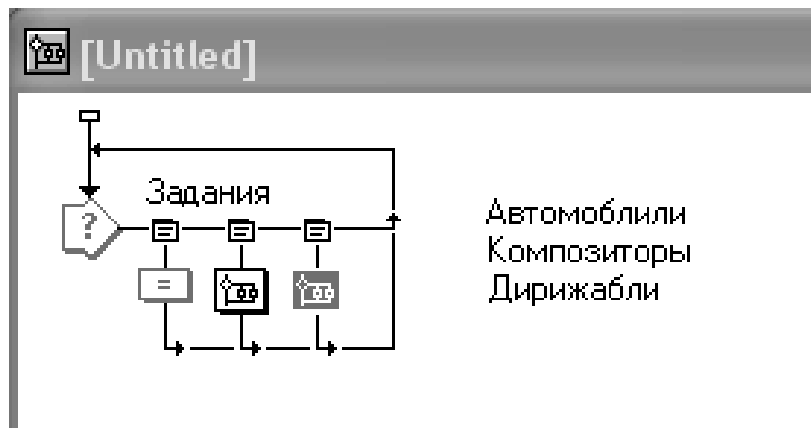 [Untitled]
Задания
?
=
Автомоблили
Композиторы
Дирижабли